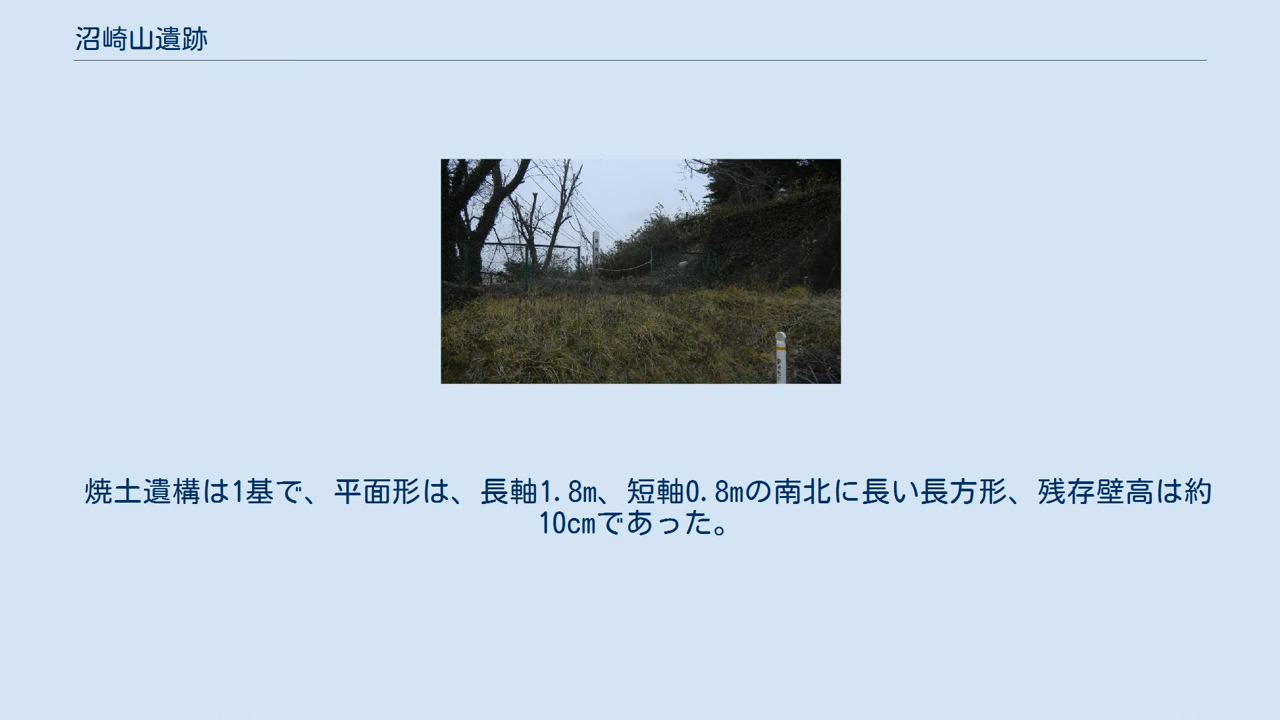 沼崎山遺跡
焼土遺構は1基で、平面形は、長軸1.8m、短軸0.8mの南北に長い長方形、残存壁高は約
10cmであった。